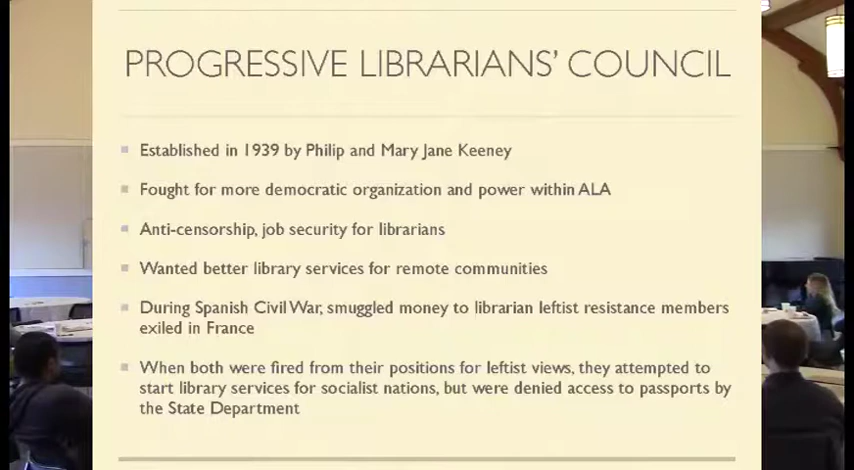 PROGRESSIVE LIBRARIANS' COUNCIL
Established in 1939 by Philip and Mary Jane Keeney
Fought for more democratic organization and power within ALA
Anti-censorship, job security for librarians
Wanted better library services for remote communities
During Spanish Civil War, smuggled money to librarian leftist resistance members
exiled in France
When both were fired from their positions for leftist views, they attempted to
start library services for socialist nations, but were denied access to passports by
the State Department